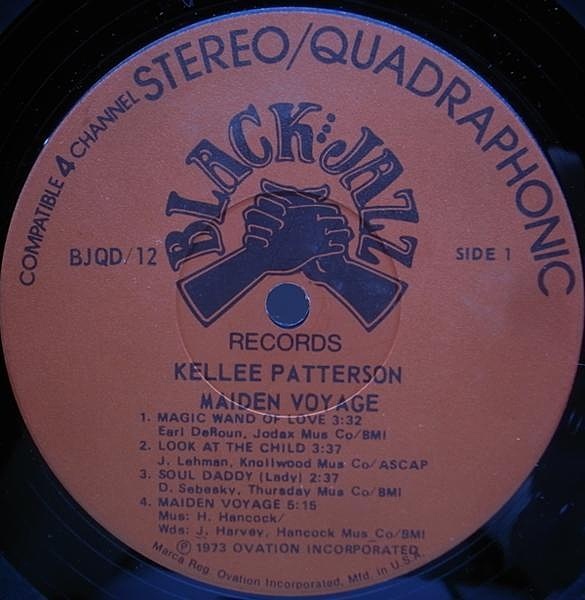 COMPATIBLE 4 CHANNEL STEREO/QUADRAPHONIC
BLACK JAZZ
BJQD/12
SIDE 1
RECORDS
KELLEE PATTERSON
MAIDEN VOYAGE
1. MAGIC WAND OF LOVE 3:32
Earl DeRoun, Jodax Mus Co/BMI
2. LOOK AT THE CHILD 3:37
J. Lehman, Knollwood Mus Co/ASCAP
3. SOUL DADDY (Lady) 2:37
D. Sebesky, Thursday Mus Co/BMI
4. MAIDEN VOYAGE 5:15
Mus: H. Hancock/
Wds: J. Harvey, Hancock Mus Co/BMI
Ⓟ 1973 OVATION INCORPORATED
Marca Reg. Ovation Incorporated, Mfd. in U.S.A.